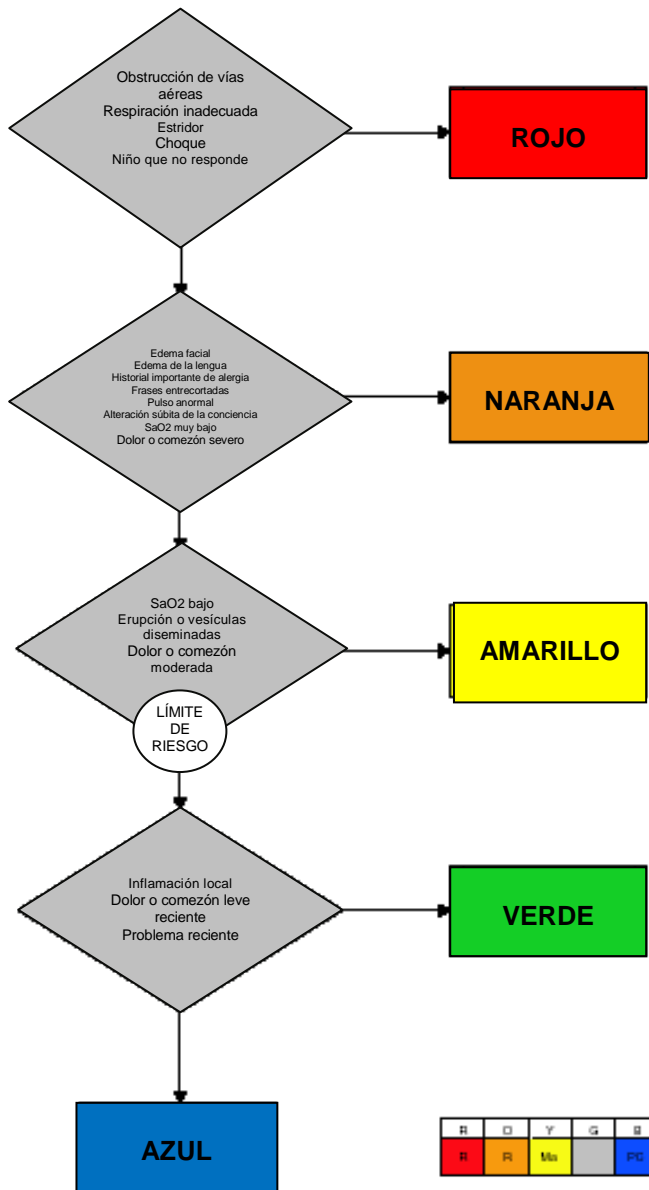 Obstrucción de vías
aéreas
Respiración inadecuada
Estridor
Choque
Niño que no responde
ROJO
Edema facial
Edema de la lengua
Historial importante de alergia
Frases entrecortadas
Pulso anormal
Alteración súbita de la conciencia
SaO2 muy bajo
Dolor o comezón severo
NARANJA
SaO2 bajo
Erupción o vesículas
diseminadas
Dolor o comezón
moderada
AMARILLO
LÍMITE
DE
RIESGO
Inflamación local
Dolor o comezón leve
reciente
Problema reciente
VERDE
AZUL
R O Y G B
R R Ma PC